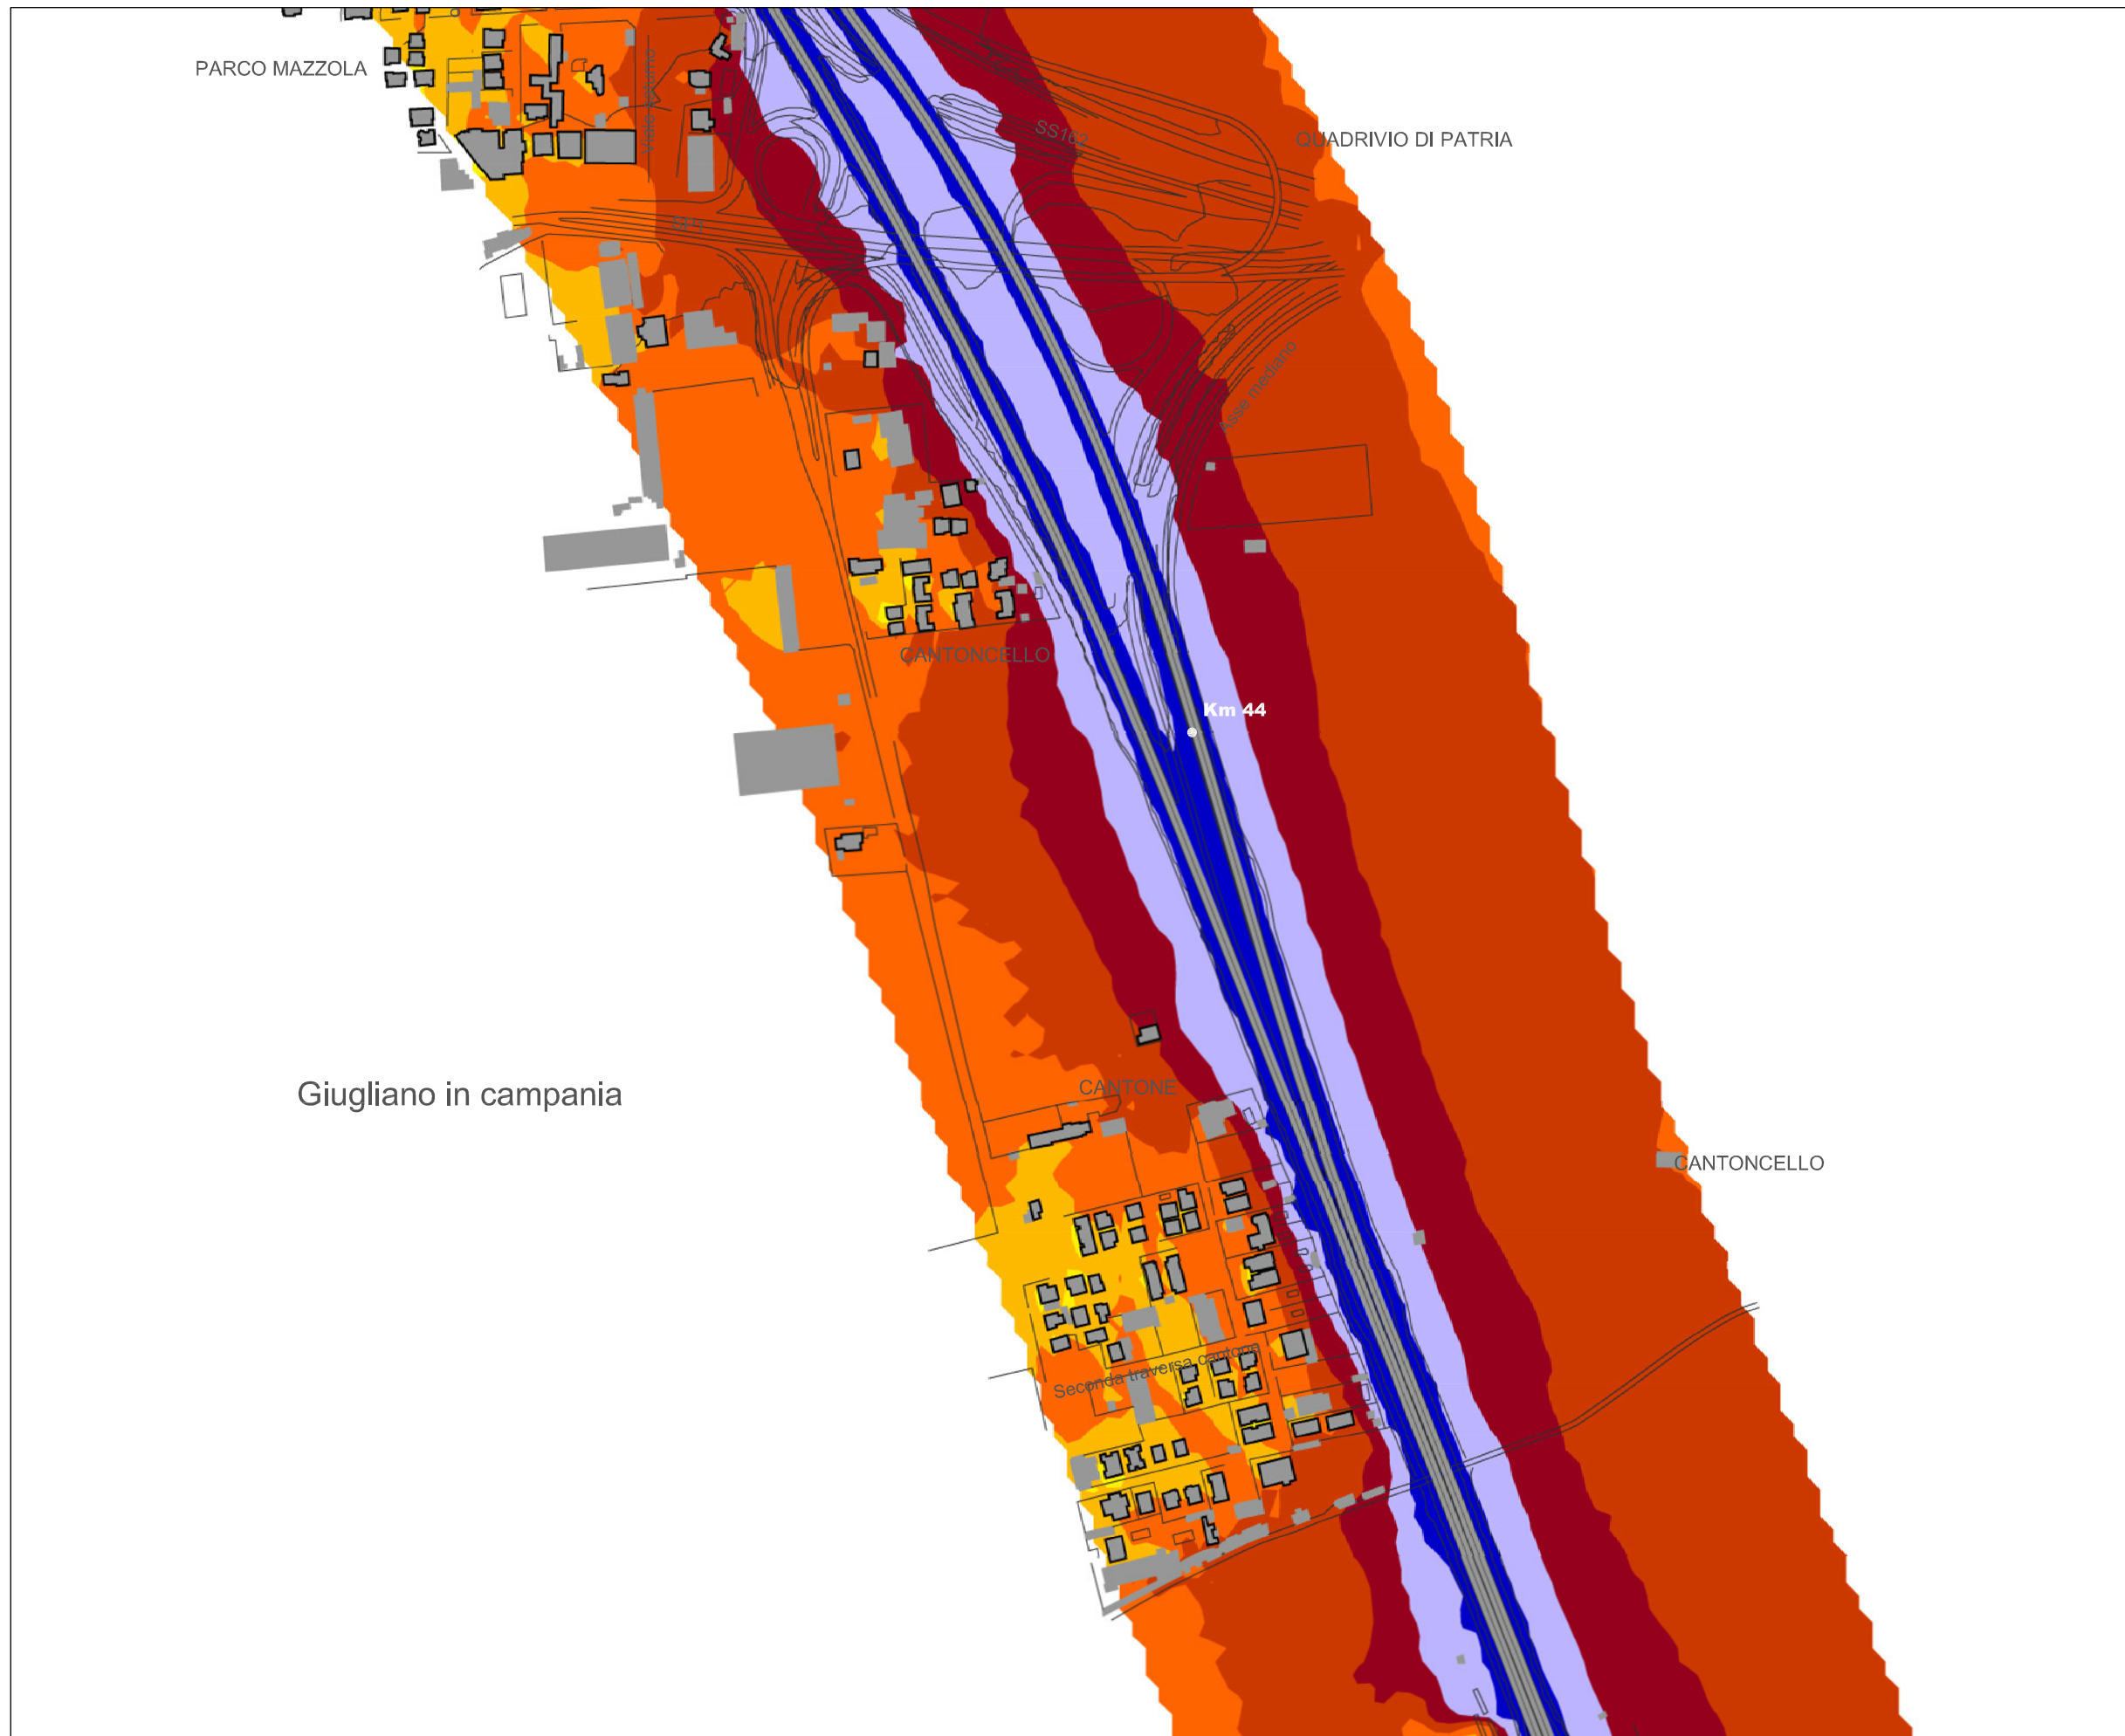 PARCO MAZZOLA
SS162
QUADRIVIO DI PATRIA
Asse mediano
CANTONCELLO
Km 44
Giugliano in campania
CANTONE
CANTONCELLO
Seconda traversa cantone